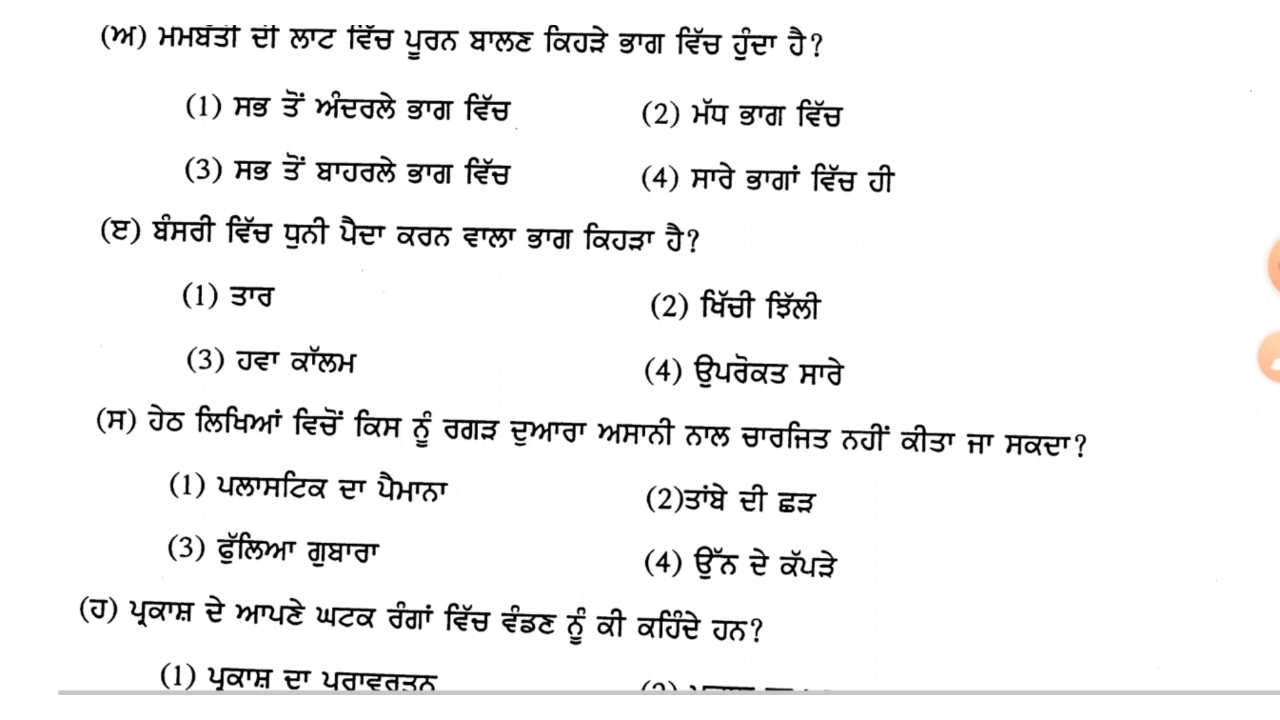 (ਅ) ਮਮਬੱਤੀ ਦੀ ਲਾਟ ਵਿੱਚ ਪੂਰਨ ਬਾਲਣ ਕਿਹੜੇ ਭਾਗ ਵਿੱਚ ਹੁੰਦਾ ਹੈ?
(1) ਸਭ ਤੋਂ ਅੰਦਰਲੇ ਭਾਗ ਵਿੱਚ (2) ਮੱਧ ਭਾਗ ਵਿੱਚ
(3) ਸਭ ਤੋਂ ਬਾਹਰਲੇ ਭਾਗ ਵਿੱਚ (4) ਸਾਰੇ ਭਾਗਾਂ ਵਿੱਚ ਹੀ
(ੲ) ਬੰਸਰੀ ਵਿੱਚ ਧੁਨੀ ਪੈਦਾ ਕਰਨ ਵਾਲਾ ਭਾਗ ਕਿਹੜਾ ਹੈ?
(1) ਤਾਰ (2) ਖਿੱਚੀ ਝਿੱਲੀ
(3) ਹਵਾ ਕਾੱਲਮ (4) ਉਪਰੋਕਤ ਸਾਰੇ
(ਸ) ਹੇਠ ਲਿਖਿਆਂ ਵਿਚੋਂ ਕਿਸ ਨੂੰ ਰਗੜ ਦੁਆਰਾ ਅਸਾਨੀ ਨਾਲ ਚਾਰਜਿਤ ਨਹੀਂ ਕੀਤਾ ਜਾ ਸਕਦਾ?
(1) ਪਲਾਸਟਿਕ ਦਾ ਪੈਮਾਨਾ (2)ਤਾਂਬੇ ਦੀ ਛੜ
(3) ਫੁੱਲਿਆ ਗੁਬਾਰਾ (4) ਉੱਨ ਦੇ ਕੱਪੜੇ
(ਹ) ਪ੍ਰਕਾਸ਼ ਦੇ ਆਪਣੇ ਘਟਕ ਰੰਗਾਂ ਵਿੱਚ ਵੰਡਣ ਨੂੰ ਕੀ ਕਹਿੰਦੇ ਹਨ?
(1) ਪ੍ਰਕਾਸ਼ ਦਾ ਪਰਾਵਰਤਨ